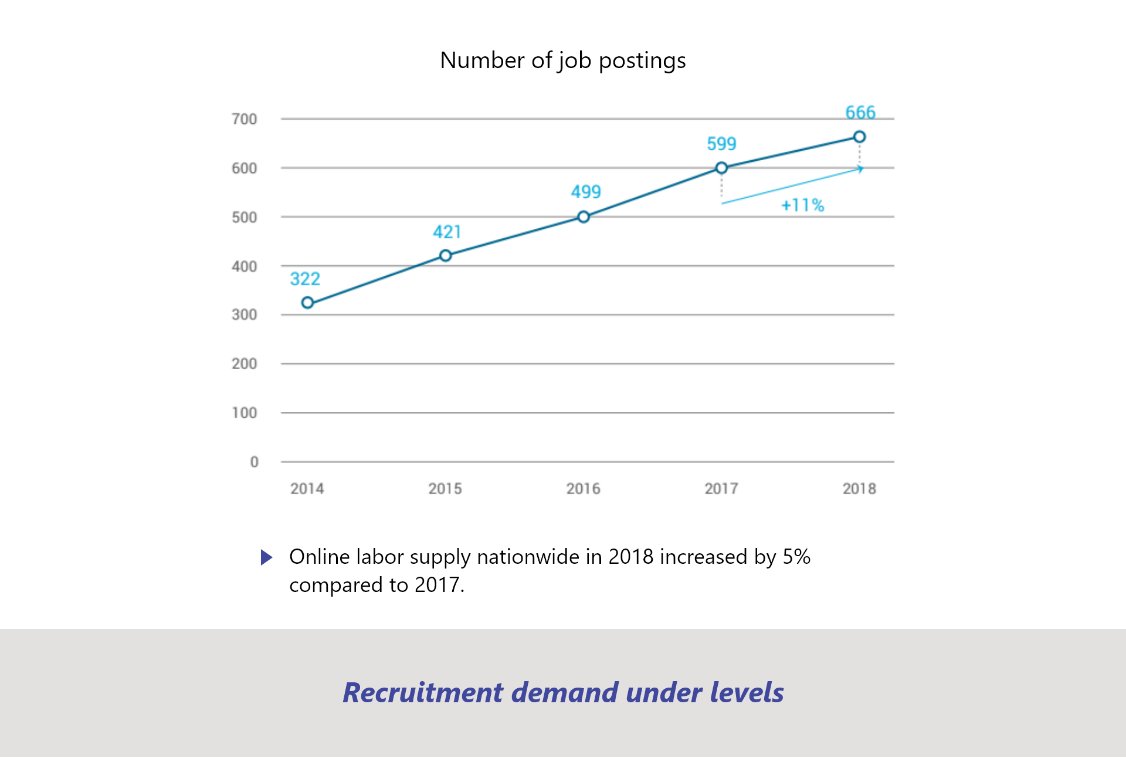 Number of job postings
700
600
500
400
300
200
100
0
322
421
499
599
666
+11%
2014 2015 2016 2017 2018
Online labor supply nationwide in 2018 increased by 5%
compared to 2017.
Recruitment demand under levels